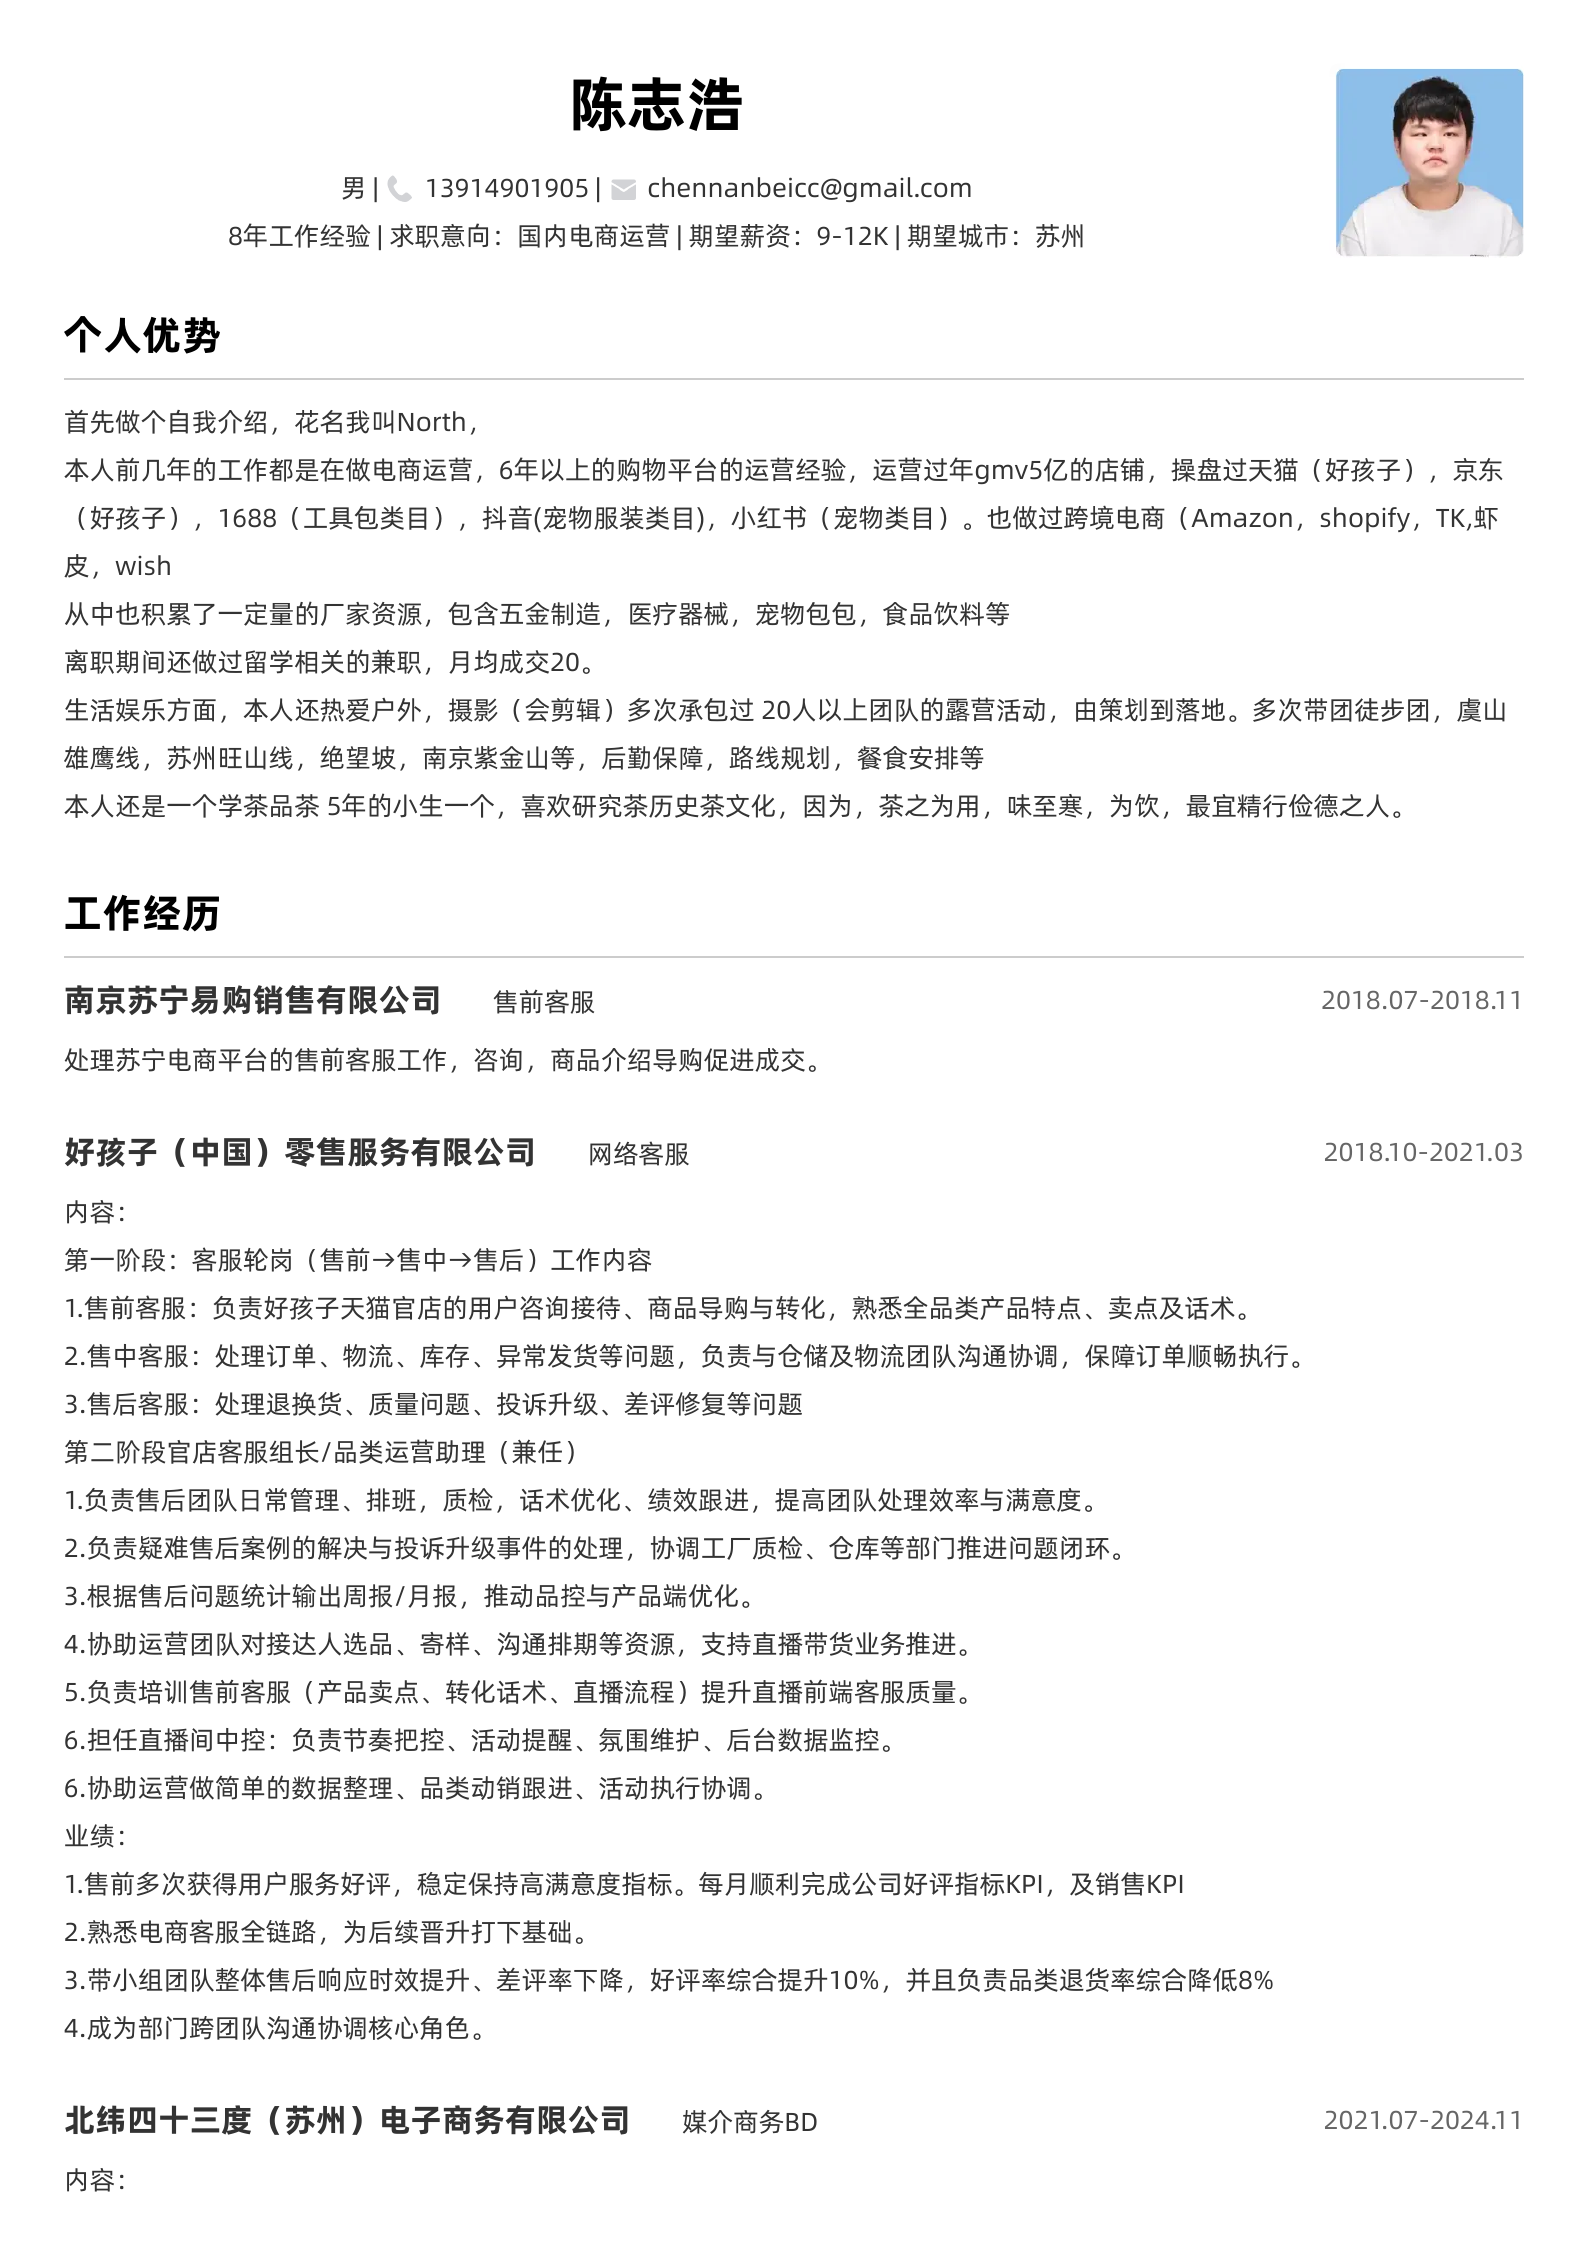 陈志浩
男 | 13914901905 | chennanbeicc@gmail.com
8年工作经验 | 求职意向：国内电商运营 | 期望薪资：9-12K | 期望城市：苏州
个人优势
首先做个自我介绍，花名我叫North，
本人前几年的工作都是在做电商运营，6年以上的购物平台的运营经验，运营过年gmv5亿的店铺，操盘过天猫（好孩子），京东
（好孩子），1688（工具包类目），抖音(宠物服装类目)，小红书（宠物类目）。也做过跨境电商（Amazon，shopify，TK,虾
皮，wish
从中也积累了一定量的厂家资源，包含五金制造，医疗器械，宠物包包，食品饮料等
离职期间还做过留学相关的兼职，月均成交20。
生活娱乐方面，本人还热爱户外，摄影（会剪辑）多次承包过 20人以上团队的露营活动，由策划到落地。多次带团徒步团，虞山
雄鹰线，苏州旺山线，绝望坡，南京紫金山等，后勤保障，路线规划，餐食安排等
本人还是一个学茶品茶 5年的小生一个，喜欢研究茶历史茶文化，因为，茶之为用，味至寒，为饮，最宜精行俭德之人。
工作经历
南京苏宁易购销售有限公司 售前客服 2018.07-2018.11
处理苏宁电商平台的售前客服工作，咨询，商品介绍导购促进成交。
好孩子（中国）零售服务有限公司 网络客服 2018.10-2021.03
内容：
第一阶段：客服轮岗（售前→售中→售后）工作内容
1.售前客服：负责好孩子天猫官店的用户咨询接待、商品导购与转化，熟悉全品类产品特点、卖点及话术。
2.售中客服：处理订单、物流、库存、异常发货等问题，负责与仓储及物流团队沟通协调，保障订单顺畅执行。
3.售后客服：处理退换货、质量问题、投诉升级、差评修复等问题
第二阶段官店客服组长/品类运营助理（兼任）
1.负责售后团队日常管理、排班，质检，话术优化、绩效跟进，提高团队处理效率与满意度。
2.负责疑难售后案例的解决与投诉升级事件的处理，协调工厂质检、仓库等部门推进问题闭环。
3.根据售后问题统计输出周报/月报，推动品控与产品端优化。
4.协助运营团队对接达人选品、寄样、沟通排期等资源，支持直播带货业务推进。
5.负责培训售前客服（产品卖点、转化话术、直播流程）提升直播前端客服质量。
6.担任直播间中控：负责节奏把控、活动提醒、氛围维护、后台数据监控。
6.协助运营做简单的数据整理、品类动销跟进、活动执行协调。
业绩：
1.售前多次获得用户服务好评，稳定保持高满意度指标。每月顺利完成公司好评指标KPI，及销售KPI
2.熟悉电商客服全链路，为后续晋升打下基础。
3.带小组团队整体售后响应时效提升、差评率下降，好评率综合提升10%，并且负责品类退货率综合降低8%
4.成为部门跨团队沟通协调核心角色。
北纬四十三度（苏州）电子商务有限公司 媒介商务BD 2021.07-2024.11
内容：